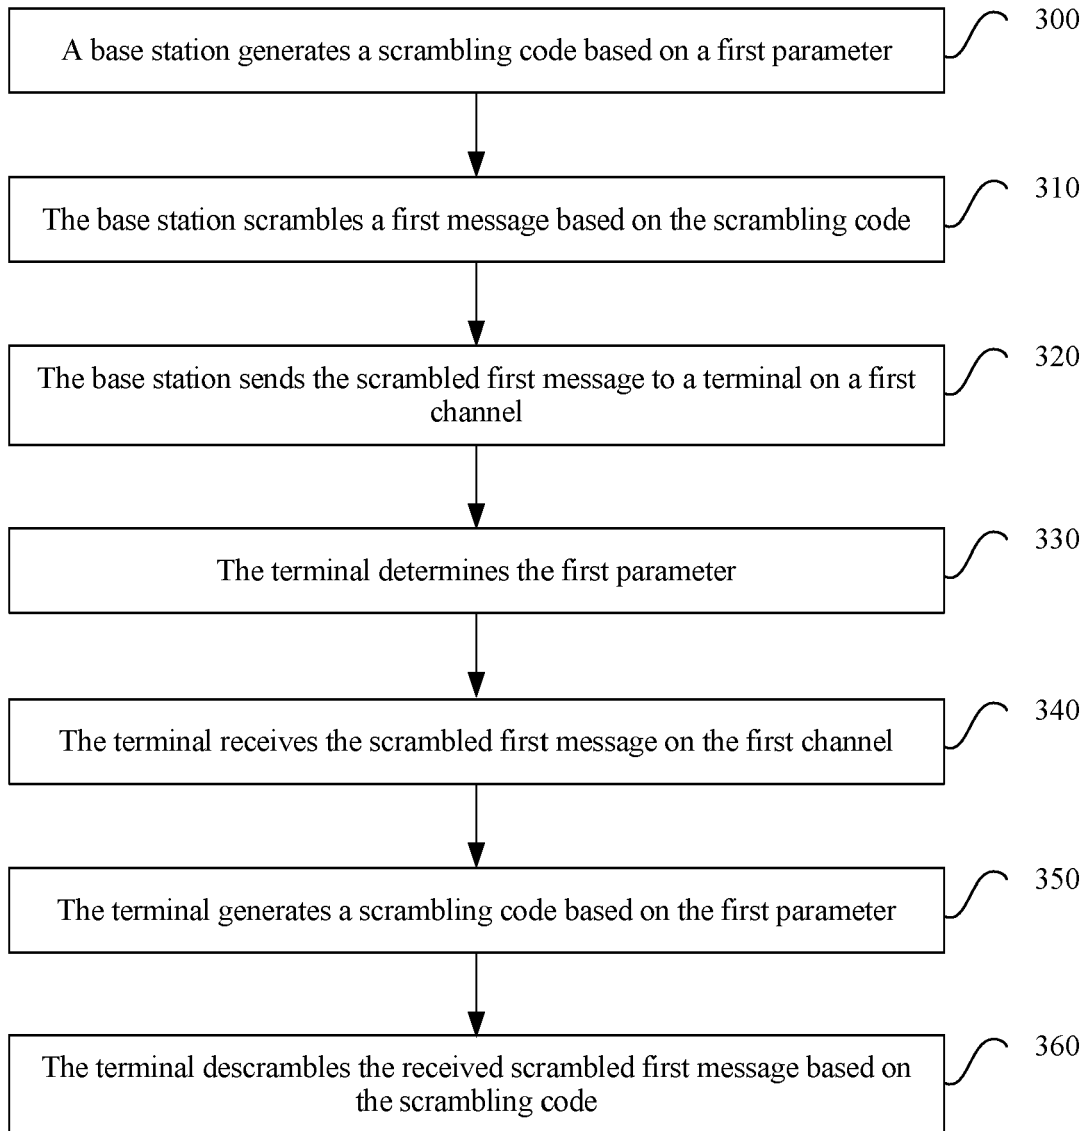 A base station generates a scrambling code based on a first parameter
300
The base station scrambles a first message based on the scrambling code
310
The base station sends the scrambled first message to a terminal on a first
channel
320
The terminal determines the first parameter
330
The terminal receives the scrambled first message on the first channel
340
The terminal generates a scrambling code based on the first parameter
350
The terminal descrambles the received scrambled first message based on
the scrambling code
360